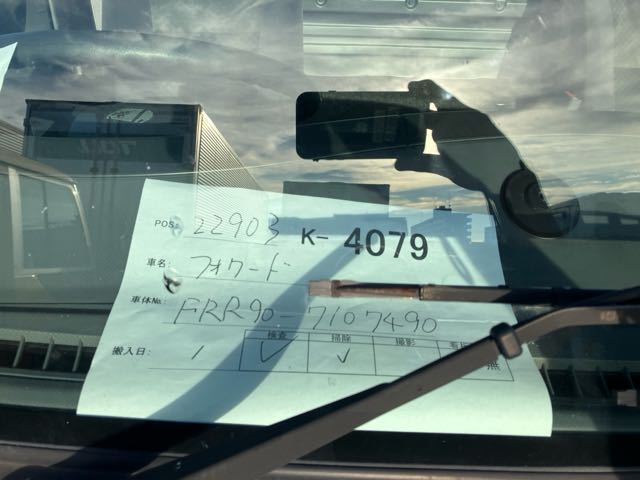 POS: 22903 K- 4079
車名: フォワード
車体No: FRR90-7107490
搬入日: / 検査 掃除 撮影
✓ ✓ 無